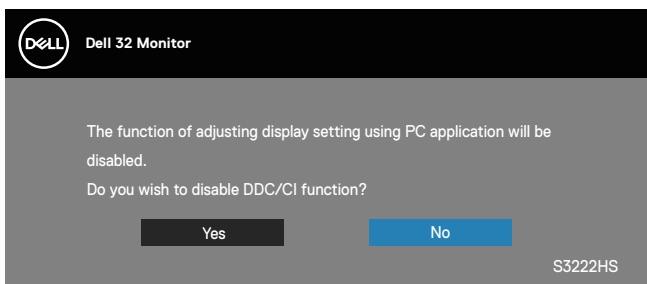 DELL
Dell 32 Monitor
The function of adjusting display setting using PC application will be
disabled.
Do you wish to disable DDC/CI function?
Yes
No
S3222HS